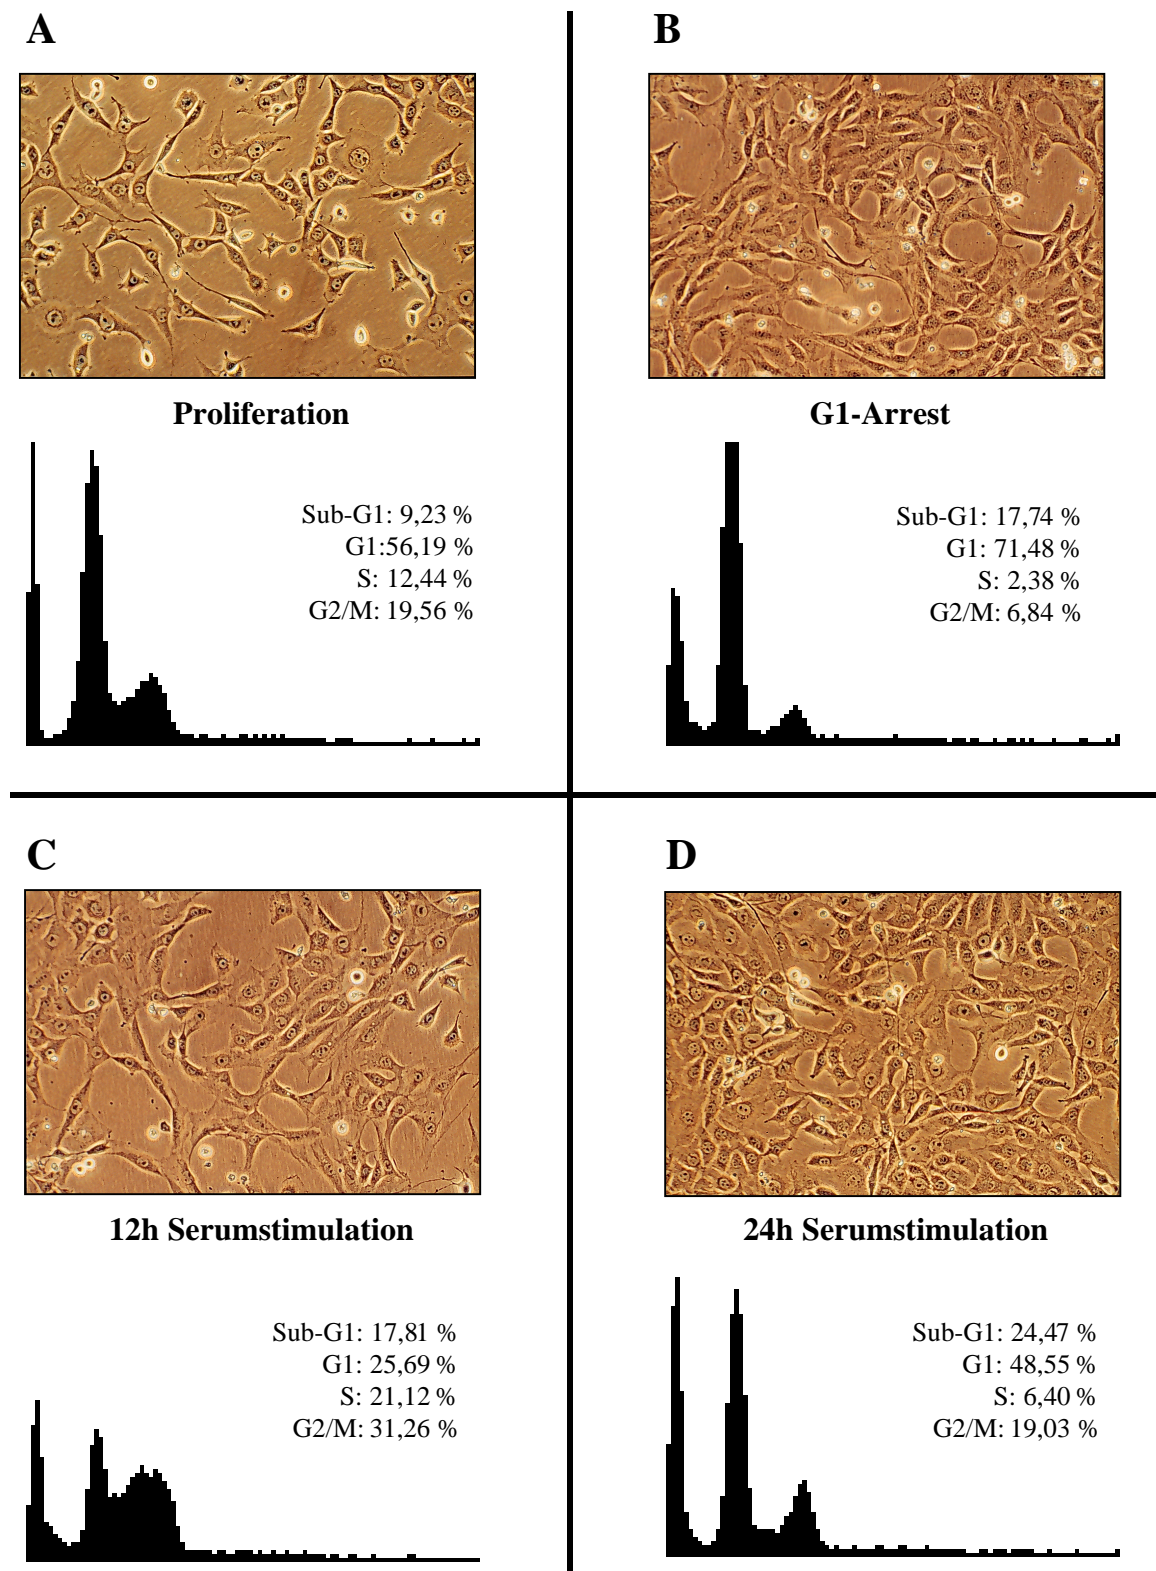 A
Proliferation
Sub-G1: 9,23 %
G1:56,19 %
S: 12,44 %
G2/M: 19,56 %
B
G1-Arrest
Sub-G1: 17,74 %
G1: 71,48 %
S: 2,38 %
G2/M: 6,84 %
C
12h Serumstimulation
Sub-G1: 17,81 %
G1: 25,69 %
S: 21,12 %
G2/M: 31,26 %
D
24h Serumstimulation
Sub-G1: 24,47 %
G1: 48,55 %
S: 6,40 %
G2/M: 19,03 %